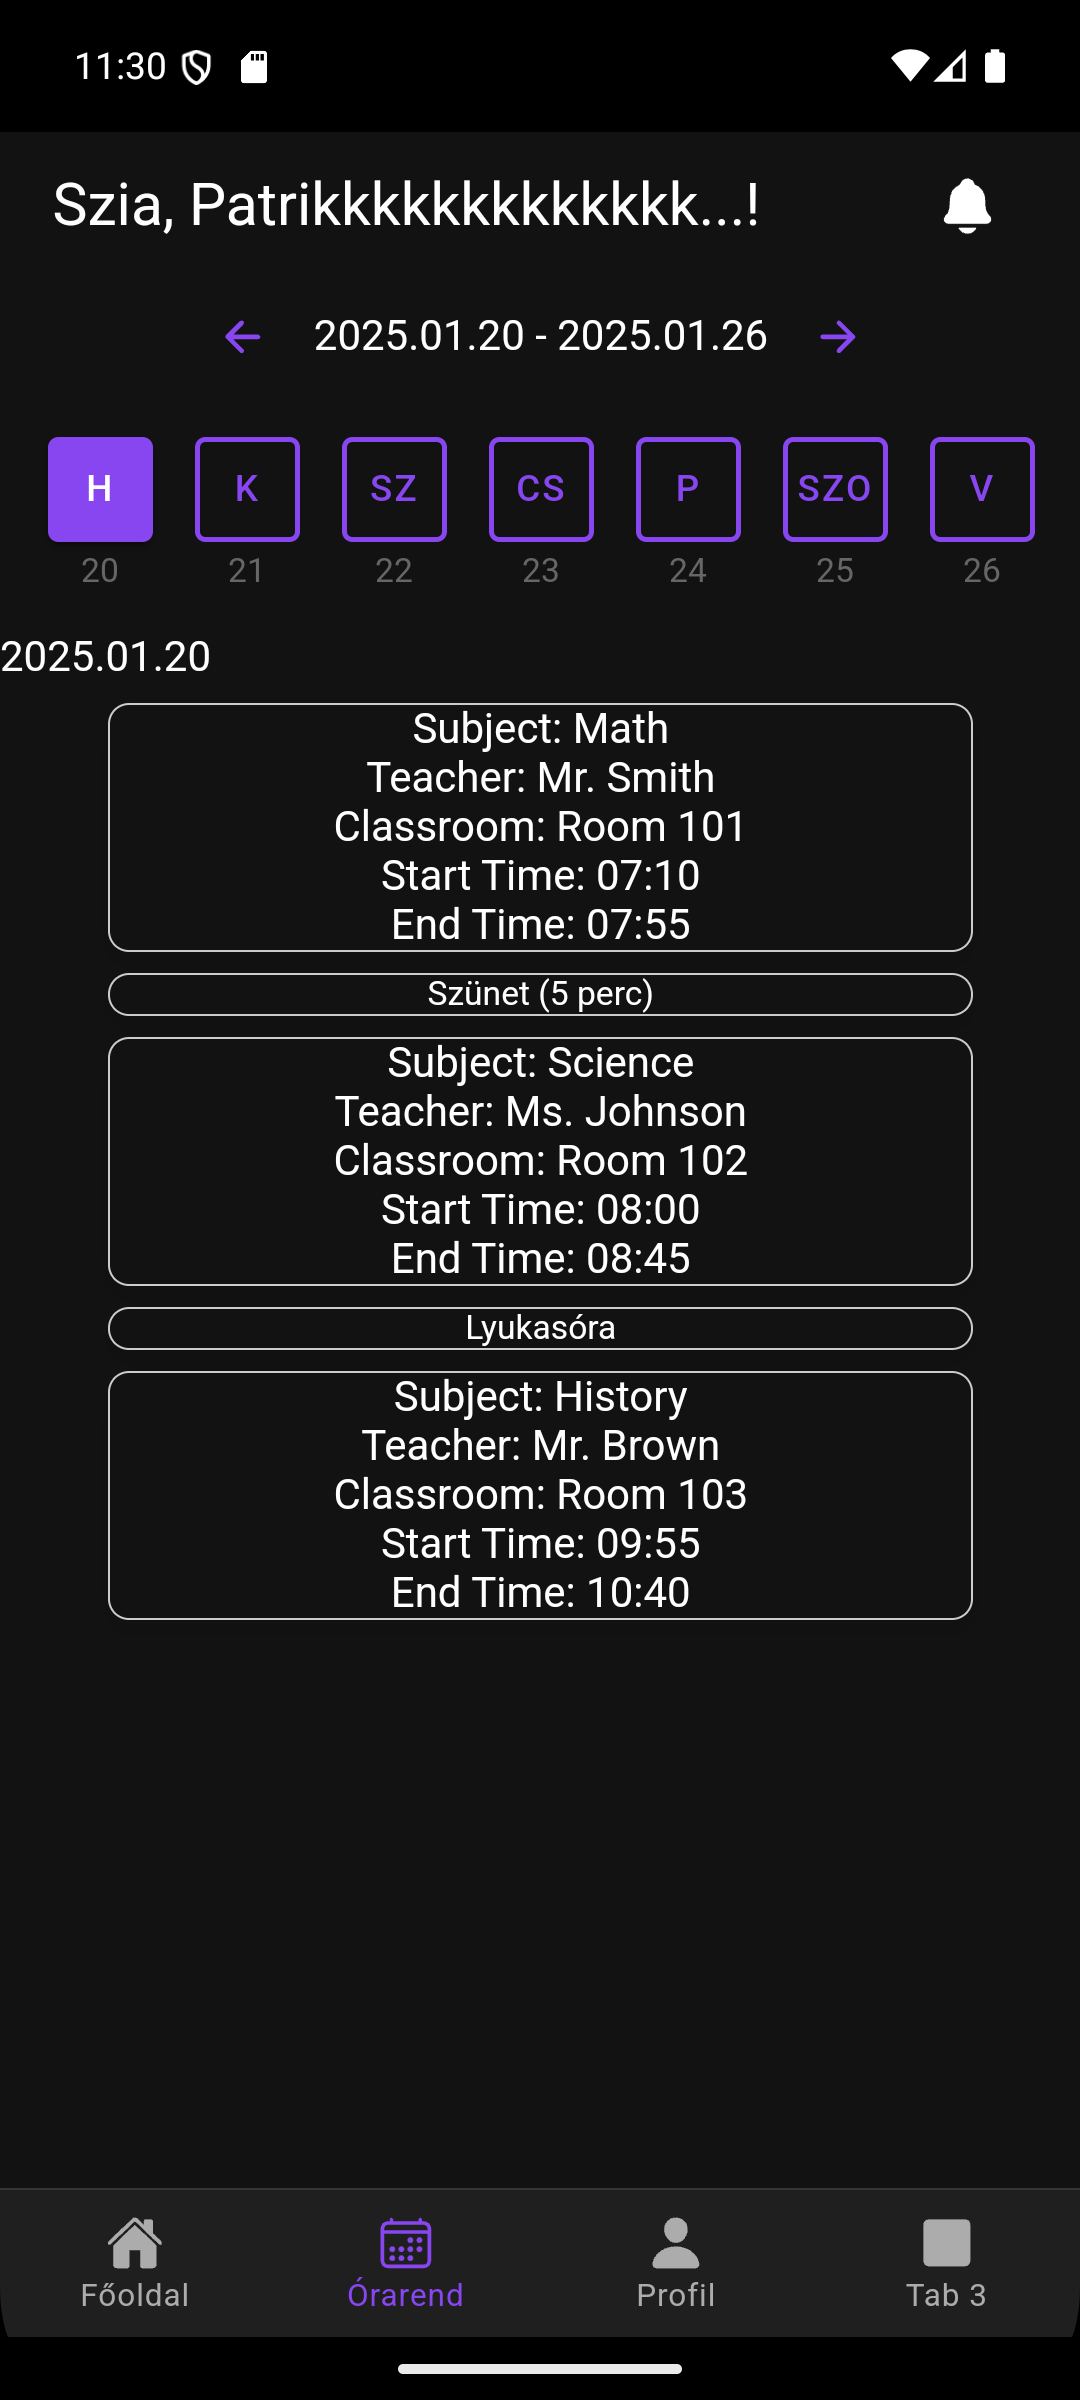 11:30
Szia, Patrikkkkkkkkkkkkk...!
2025.01.20 - 2025.01.26
H K SZ CS P SZO V
20 21 22 23 24 25 26
2025.01.20
Subject: Math
Teacher: Mr. Smith
Classroom: Room 101
Start Time: 07:10
End Time: 07:55
Szünet (5 perc)
Subject: Science
Teacher: Ms. Johnson
Classroom: Room 102
Start Time: 08:00
End Time: 08:45
Lyukasóra
Subject: History
Teacher: Mr. Brown
Classroom: Room 103
Start Time: 09:55
End Time: 10:40
Főoldal Órarend Profil Tab 3